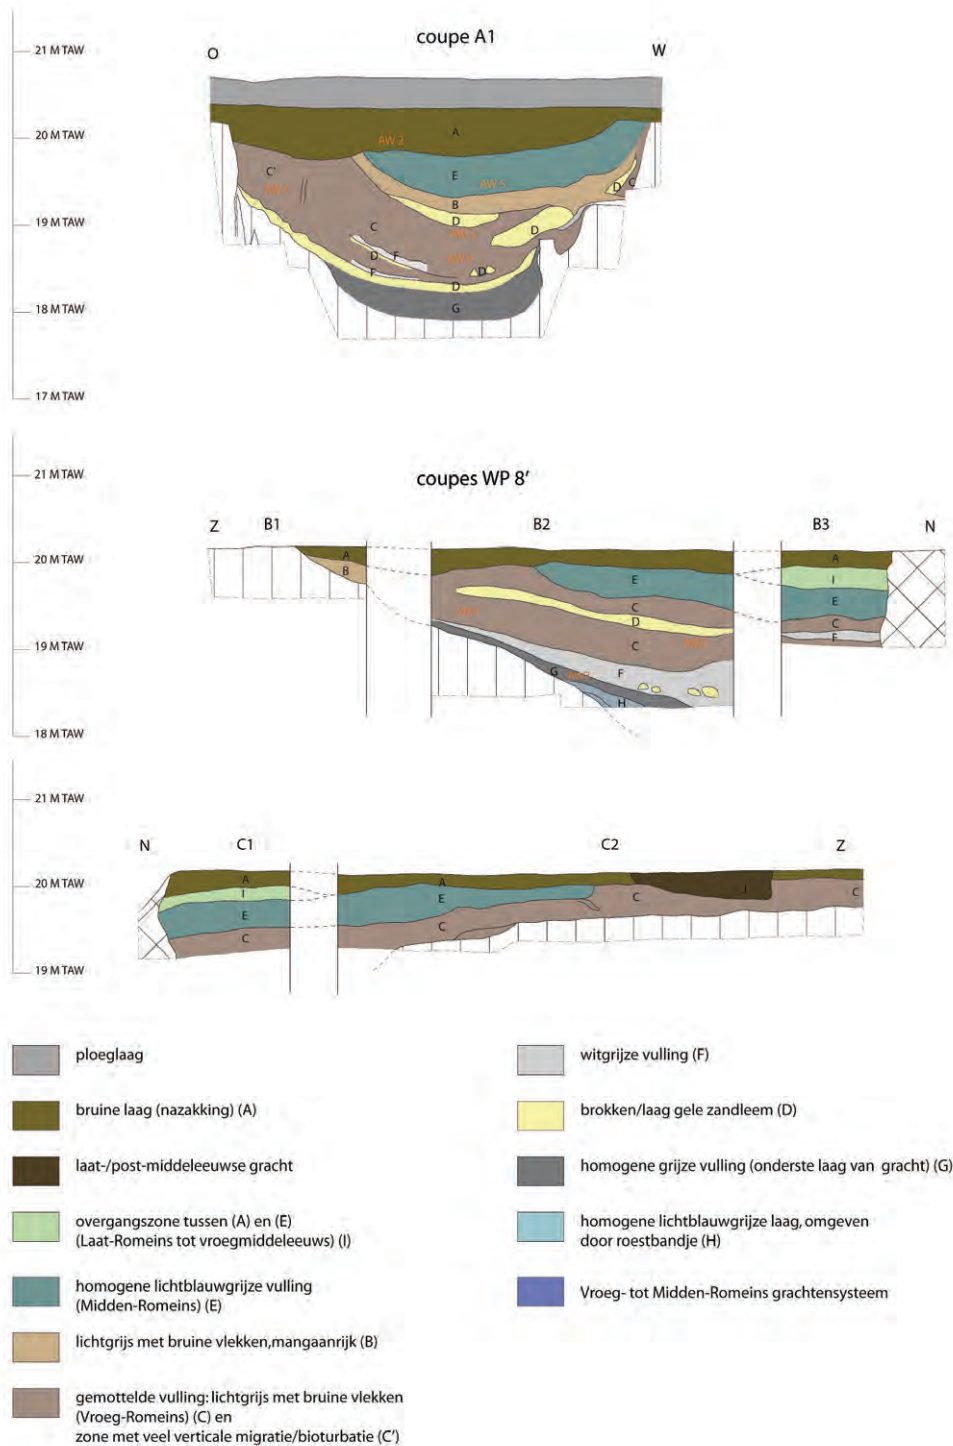 coupe A1
21 M TAW
O
W
20 M TAW
A
AW 2
C'
E
AW 5
D
C
B
19 M TAW
D
C
D
D
F
F
D
D
18 M TAW
G
17 M TAW
21 M TAW
coupes WP 8'
Z
B1
B2
B3
N
20 M TAW
A
A
B
E
I
E
C
D
C
F
19 M TAW
C
G
F
H
18 M TAW
21 M TAW
N
C1
C2
Z
20 M TAW
A
A
I
I
E
E
C
C
C
C
19 M TAW
ploeglaag
bruine laag (nazakking) (A)
laat-/post-middeleeuwse gracht
overgangszone tussen (A) en (E)
(Laat-Romeins tot vroegmiddeleeuws) (I)
homogene lichtblauwgrijze vulling
(Midden-Romeins) (E)
lichtgrijs met bruine vlekken,mangaanrijk (B)
gemottelde vulling: lichtgrijs met bruine vlekken
(Vroeg-Romeins) (C) en
zone met veel verticale migratie/bioturbatie (C')
witgrijze vulling (F)
brokken/laag gele zandleem (D)
homogene grijze vulling (onderste laag van gracht) (G)
homogene lichtblauwgrijze laag, omgeven
door roestbandje (H)
Vroeg- tot Midden-Romeins grachtensysteem